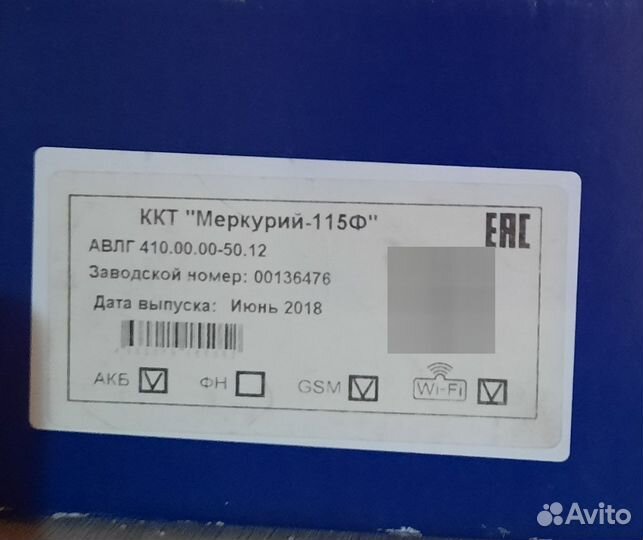 ККТ "Меркурий-115Ф"
EAC
АВЛГ 410.00.00-50.12
Заводской номер: 00136476
Дата выпуска: Июнь 2018
АКБ ФН GSM Wi-Fi
Avito